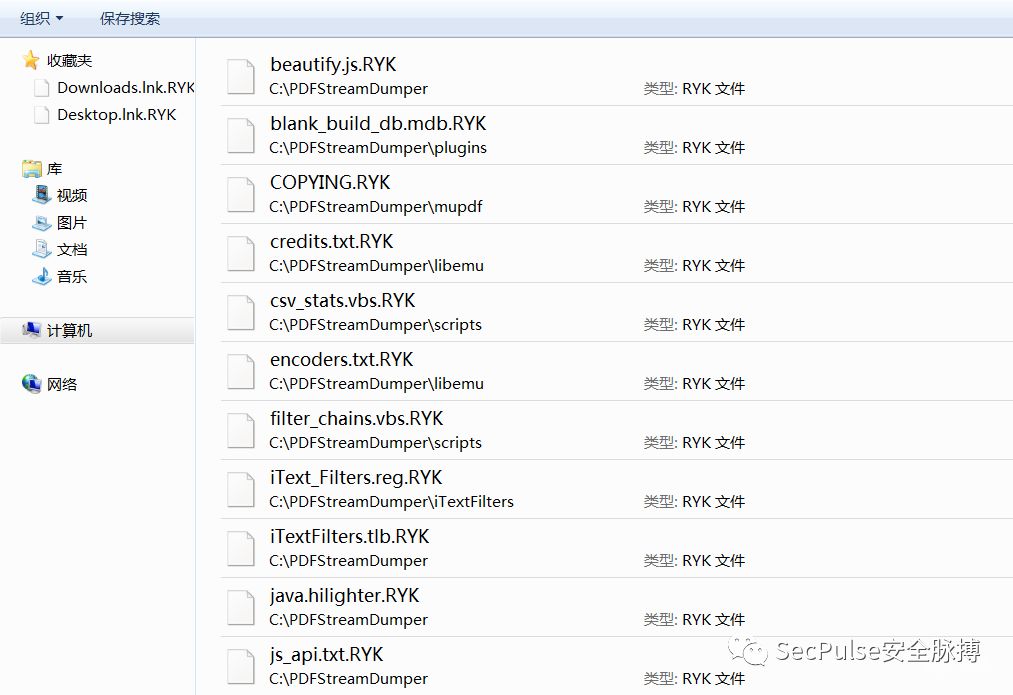 组织 保存搜索
收藏夹
Downloads.lnk.RYK
Desktop.lnk.RYK
库
视频
图片
文档
音乐
计算机
网络
beautify.js.RYK
C:\PDFStreamDumper 类型: RYK 文件
blank_build_db.mdb.RYK
C:\PDFStreamDumper\plugins 类型: RYK 文件
COPYING.RYK
C:\PDFStreamDumper\mupdf 类型: RYK 文件
credits.txt.RYK
C:\PDFStreamDumper\libemu 类型: RYK 文件
csv_stats.vbs.RYK
C:\PDFStreamDumper\scripts 类型: RYK 文件
encoders.txt.RYK
C:\PDFStreamDumper\libemu 类型: RYK 文件
filter_chains.vbs.RYK
C:\PDFStreamDumper\scripts 类型: RYK 文件
iText_Filters.reg.RYK
C:\PDFStreamDumper\iTextFilters 类型: RYK 文件
iTextFilters.tlb.RYK
C:\PDFStreamDumper 类型: RYK 文件
java.hilighter.RYK
C:\PDFStreamDumper 类型: RYK 文件
js_api.txt.RYK
C:\PDFStreamDumper 类型: RYK 文件
SecPulse安全脉搏